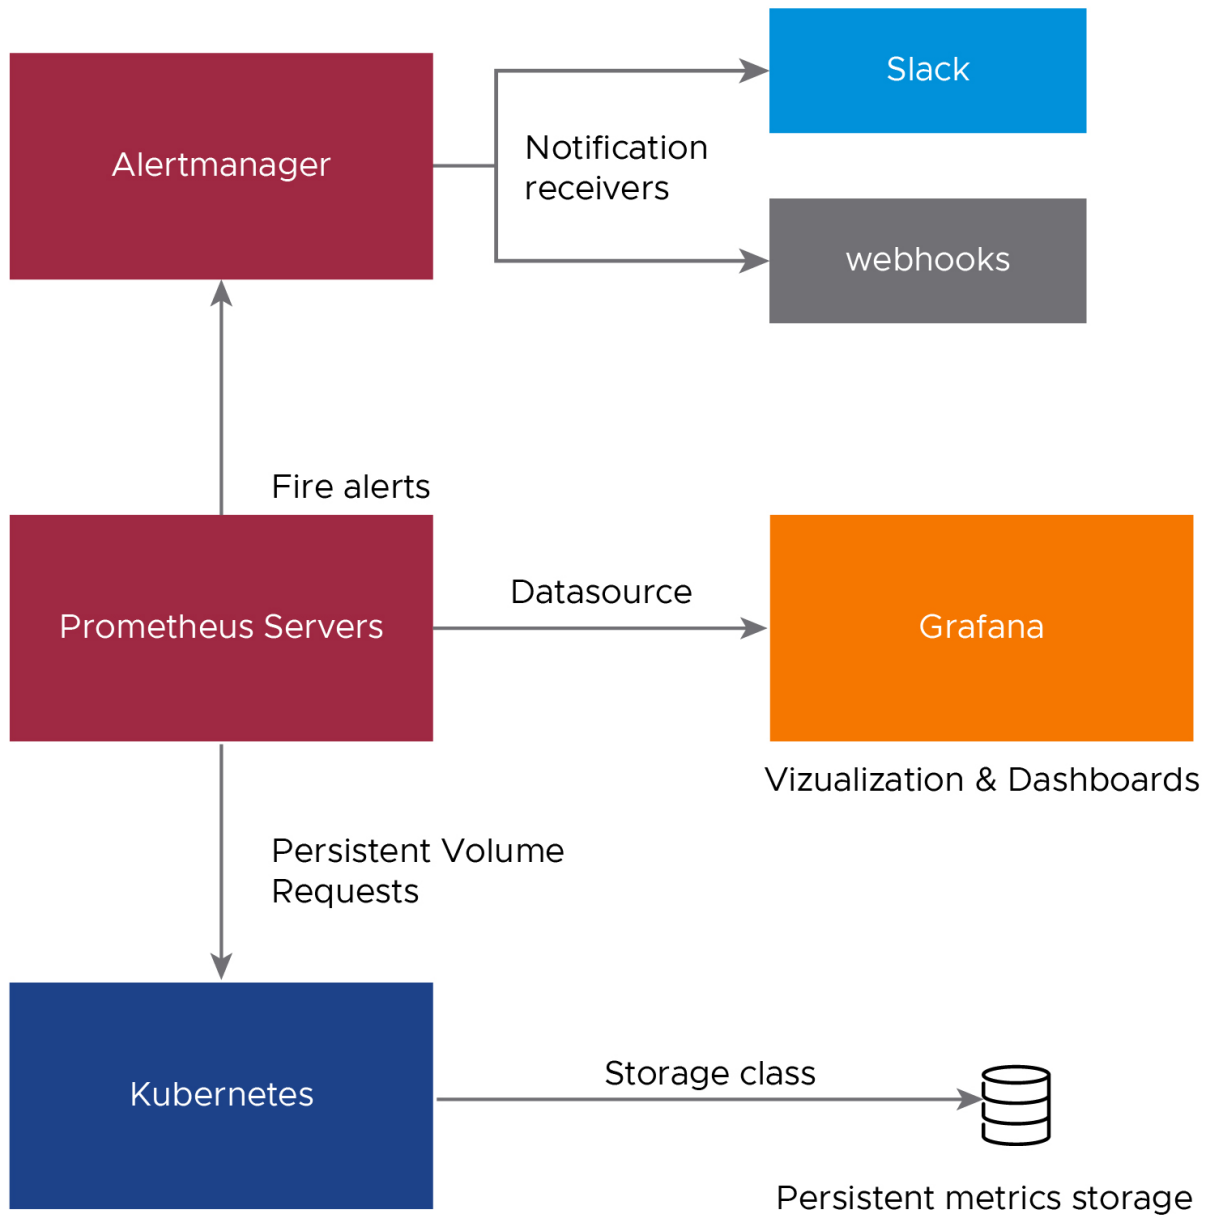 Slack
Alertmanager
Notification
receivers
webhooks
Fire alerts
Prometheus Servers
Datasource
Grafana
Vizualization & Dashboards
Persistent Volume
Requests
Kubernetes
Storage class
Persistent metrics storage